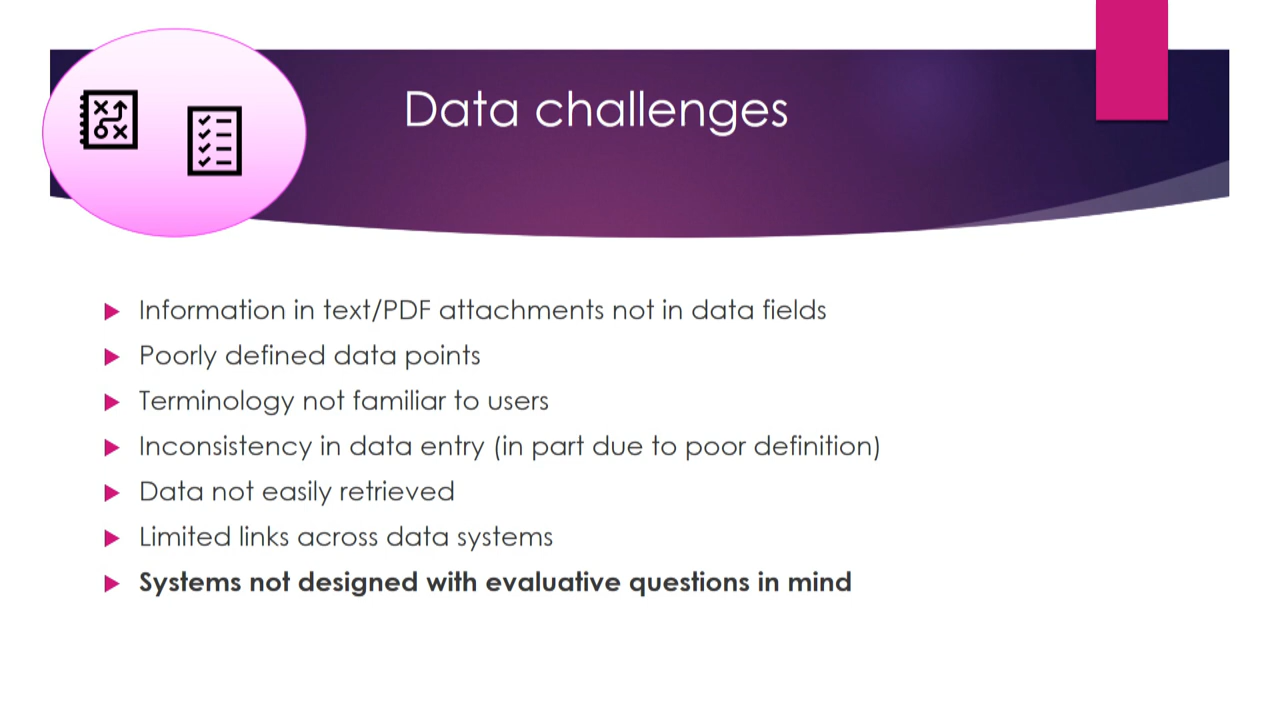 Data challenges
Information in text/PDF attachments not in data fields
Poorly defined data points
Terminology not familiar to users
Inconsistency in data entry (in part due to poor definition)
Data not easily retrieved
Limited links across data systems
Systems not designed with evaluative questions in mind